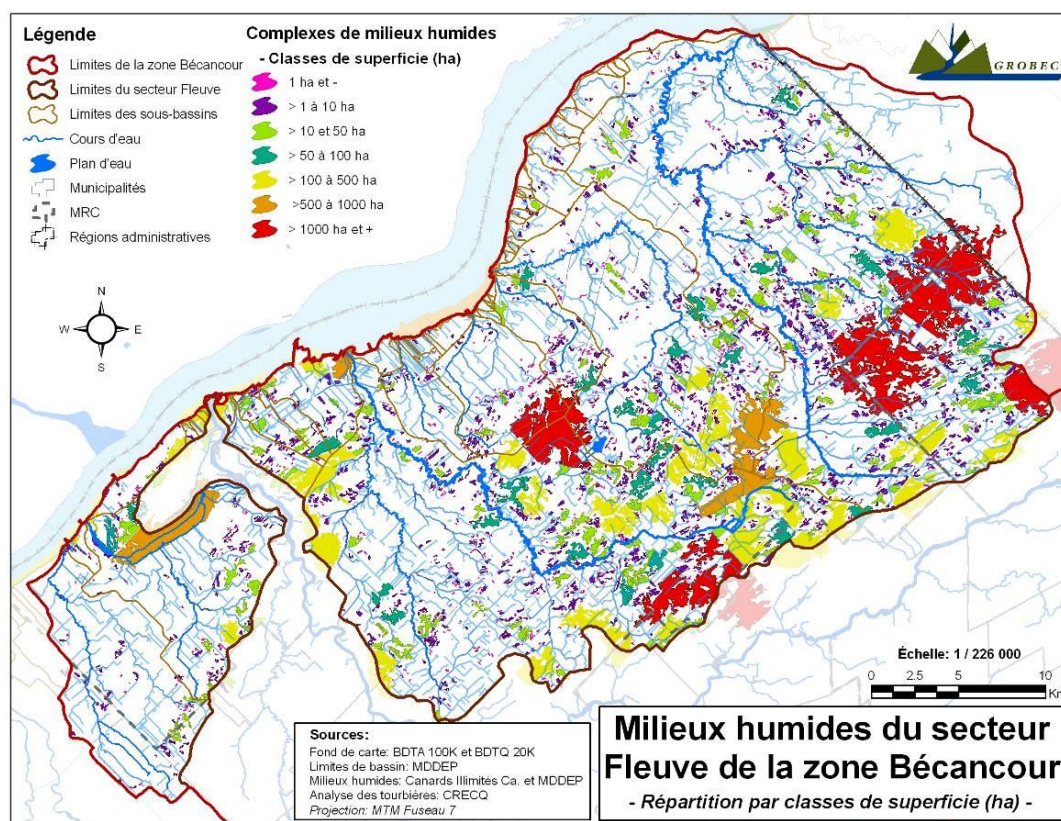 Légende
Limites de la zone Bécancour
Limites du secteur Fleuve
Limites des sous-bassins
Cours d'eau
Plan d'eau
Municipalités
MRC
Régions administratives
Complexes de milieux humides
- Classes de superficie (ha)
1 ha et -
> 1 à 10 ha
> 10 et 50 ha
> 50 à 100 ha
> 100 à 500 ha
>500 à 1000 ha
> 1000 ha et +
GROBEC
N
W E
S
Échelle: 1 / 226 000
0 2.5 5 10
Km
Sources:
Fond de carte: BDTA 100K et BDTQ 20K
Limites de bassin: MDDEP
Milieux humides: Canards Illimités Ca. et MDDEP
Analyse des tourbières: CRECQ
Projection: MTM Fuseau 7
Milieux humides du secteur
Fleuve de la zone Bécancour
- Répartition par classes de superficie (ha) -